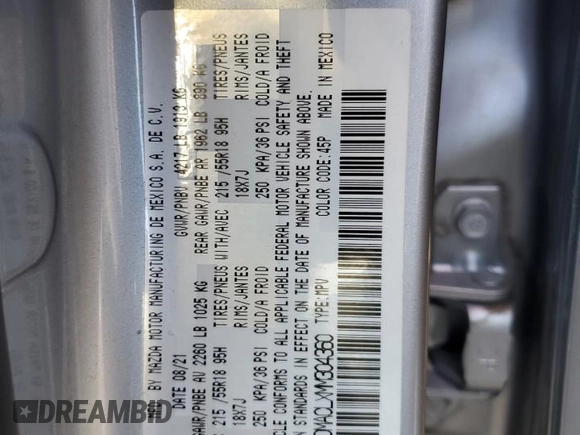 MFD BY MAZDA MOTOR MANUFACTURING DE MEXICO S.A. DE C.V.
DATE 08/21 GVWR/PNBV 4217 LB 1913 KG
GAWR/PNBE AV 2260 LB 1025 KG REAR GAWR/PNBE AR 1962 LB 890 KG
215 /55R18 95H TIRES/PNEUS WITH/AVEC 215 /55R18 95H TIRES/PNEUS
18X7J RIMS/JANTES 18X7J RIMS/JANTES
250 KPA/36 PSI COLD/A FROID 250 KPA/36 PSI COLD/A FROID
CONFORMS TO ALL APPLICABLE FEDERAL MOTOR VEHICLE SAFETY AND THEFT
STANDARDS IN EFFECT ON THE DATE OF MANUFACTURE SHOWN ABOVE.
TYPE:MPV COLOR CODE:45P MADE IN MEXICO
DREAMBID